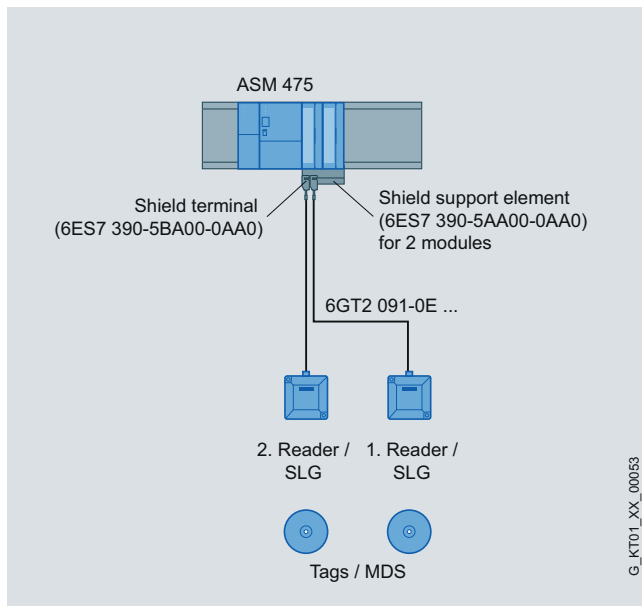 ASM 475
Shield terminal
(6ES7 390-5BA00-0AA0)
Shield support element
(6ES7 390-5AA00-0AA0)
for 2 modules
6GT2 091-0E ...
2. Reader /
SLG
1. Reader /
SLG
Tags / MDS
G_KT01_XX_00053